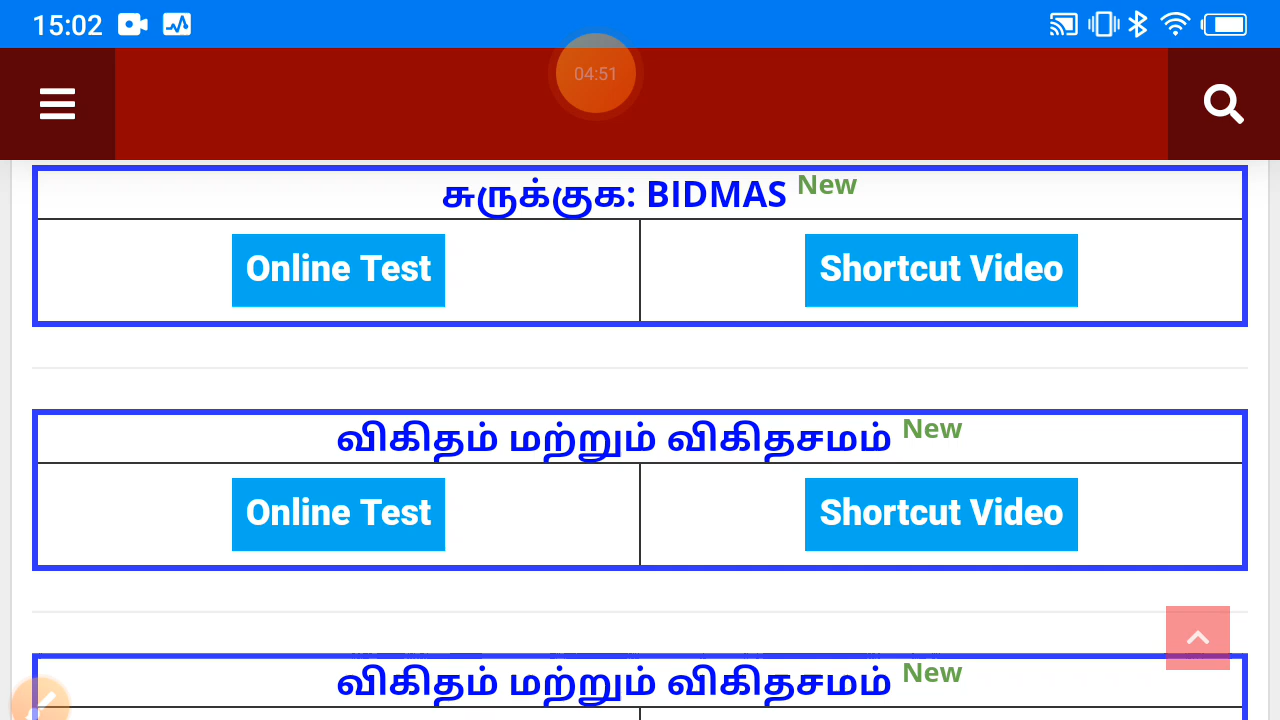 15:02
04:51
சுருக்குக: BIDMAS New
Online Test Shortcut Video
விகிதம் மற்றும் விகிதசமம் New
Online Test Shortcut Video
விகிதம் மற்றும் விகிதசமம் New